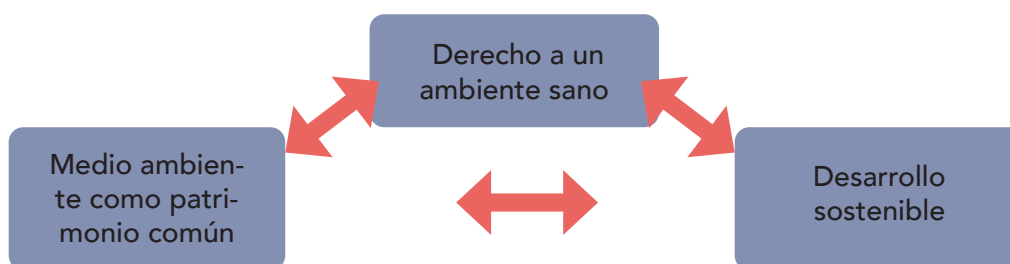 Derecho a un
ambiente sano
Medio ambien-
te como patri-
monio común
Desarrollo
sostenible